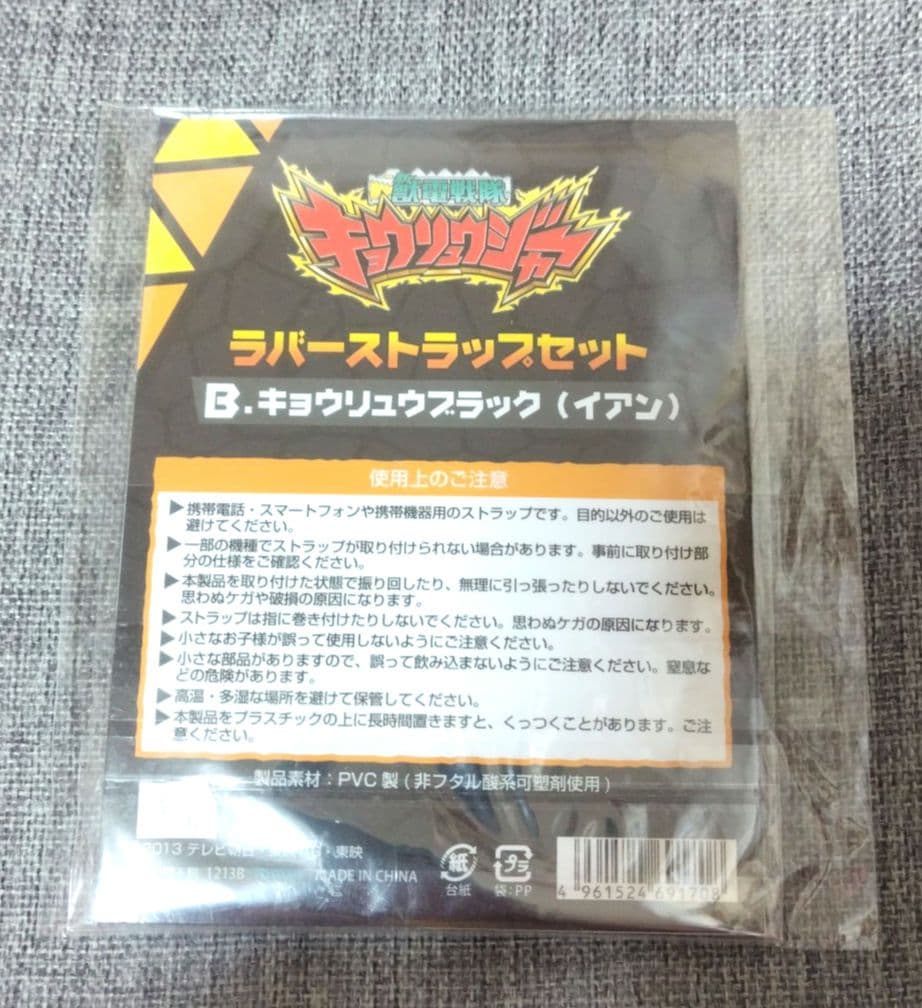 獣電戦隊
キョウリュウジャー
ラバーストラップセット
B.キョウリュウブラック(イアン)
使用上のご注意
▶携帯電話・スマートフォンや携帯機器用のストラップです。目的以外のご使用は
避けてください。
▶一部の機種でストラップが取り付けられない場合があります。事前に取り付け部
分の仕様をご確認ください。
▶本製品を取り付けた状態で振り回したり、無理に引っ張ったりしないでください。
思わぬケガや破損の原因になります。
▶ストラップは指に巻き付けたりしないでください。思わぬケガの原因になります。
▶小さなお子様が誤って使用しないようにご注意ください。
▶小さな部品がありますので、誤って飲み込まないようにご注意ください。窒息な
どの危険があります。
▶高温・多湿な場所を避けて保管してください。
▶本製品をプラスチックの上に長時間置きますと、くっつくことがあります。ご注
意ください。
製品素材:PVC製(非フタル酸系可塑剤使用)
2013 テレビ朝日・ ・東映
1213B MADE IN CHINA
紙 台紙
プラ 袋:PP
4 961524 691708